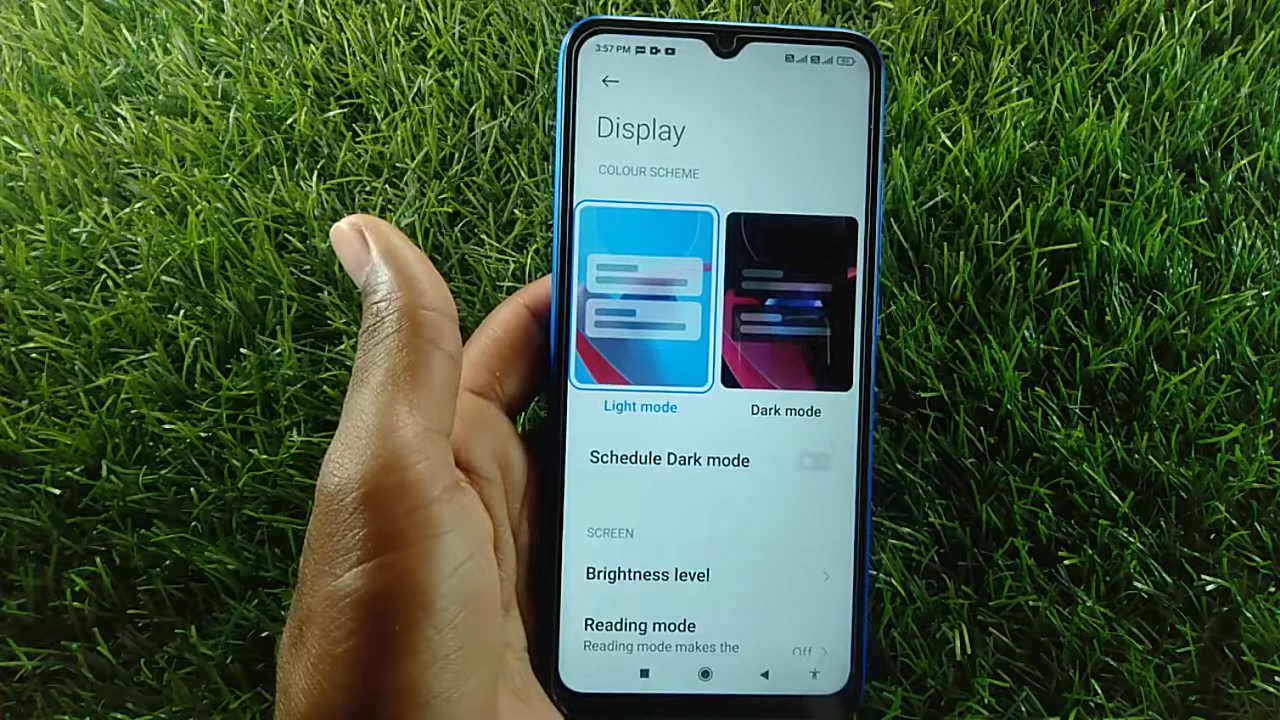 3:57 PM
Display
COLOUR SCHEME
Light mode
Dark mode
Schedule Dark mode
SCREEN
Brightness level
Reading mode
Reading mode makes the
Off